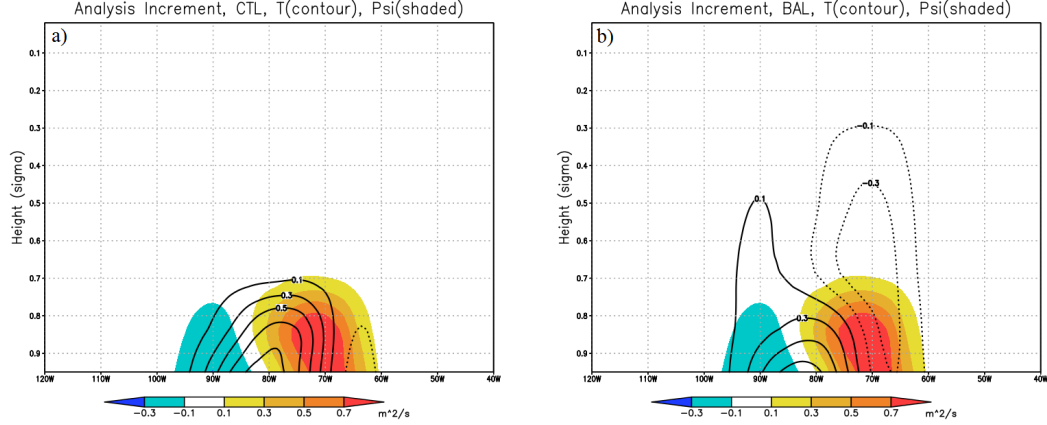 Analysis Increment, CTL, T(contour), Psi(shaded)
a)
Height (sigma)
0.1
0.2
0.3
0.4
0.5
0.6
0.7
0.8
0.9
0.1
0.3
0.5
120W 110W 100W 90W 80W 70W 60W 50W 40W
-0.3 -0.1 0.1 0.3 0.5 0.7 m^2/s
Analysis Increment, BAL, T(contour), Psi(shaded)
b)
Height (sigma)
0.1
0.2
0.3
0.4
0.5
0.6
0.7
0.8
0.9
-0.1
-0.3
0.1
0.3
120W 110W 100W 90W 80W 70W 60W 50W 40W
-0.3 -0.1 0.1 0.3 0.5 0.7 m^2/s